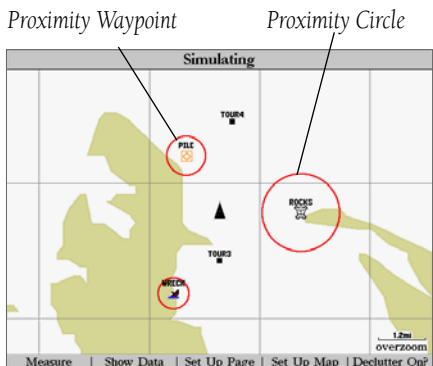 Proximity Waypoint
Proximity Circle
Simulating
TOUR4
PILE
ROCKS
TOUR3
WRECK
1.2mi
overzoom
Measure | Show Data | Set Up Page | Set Up Map | Declutter On?